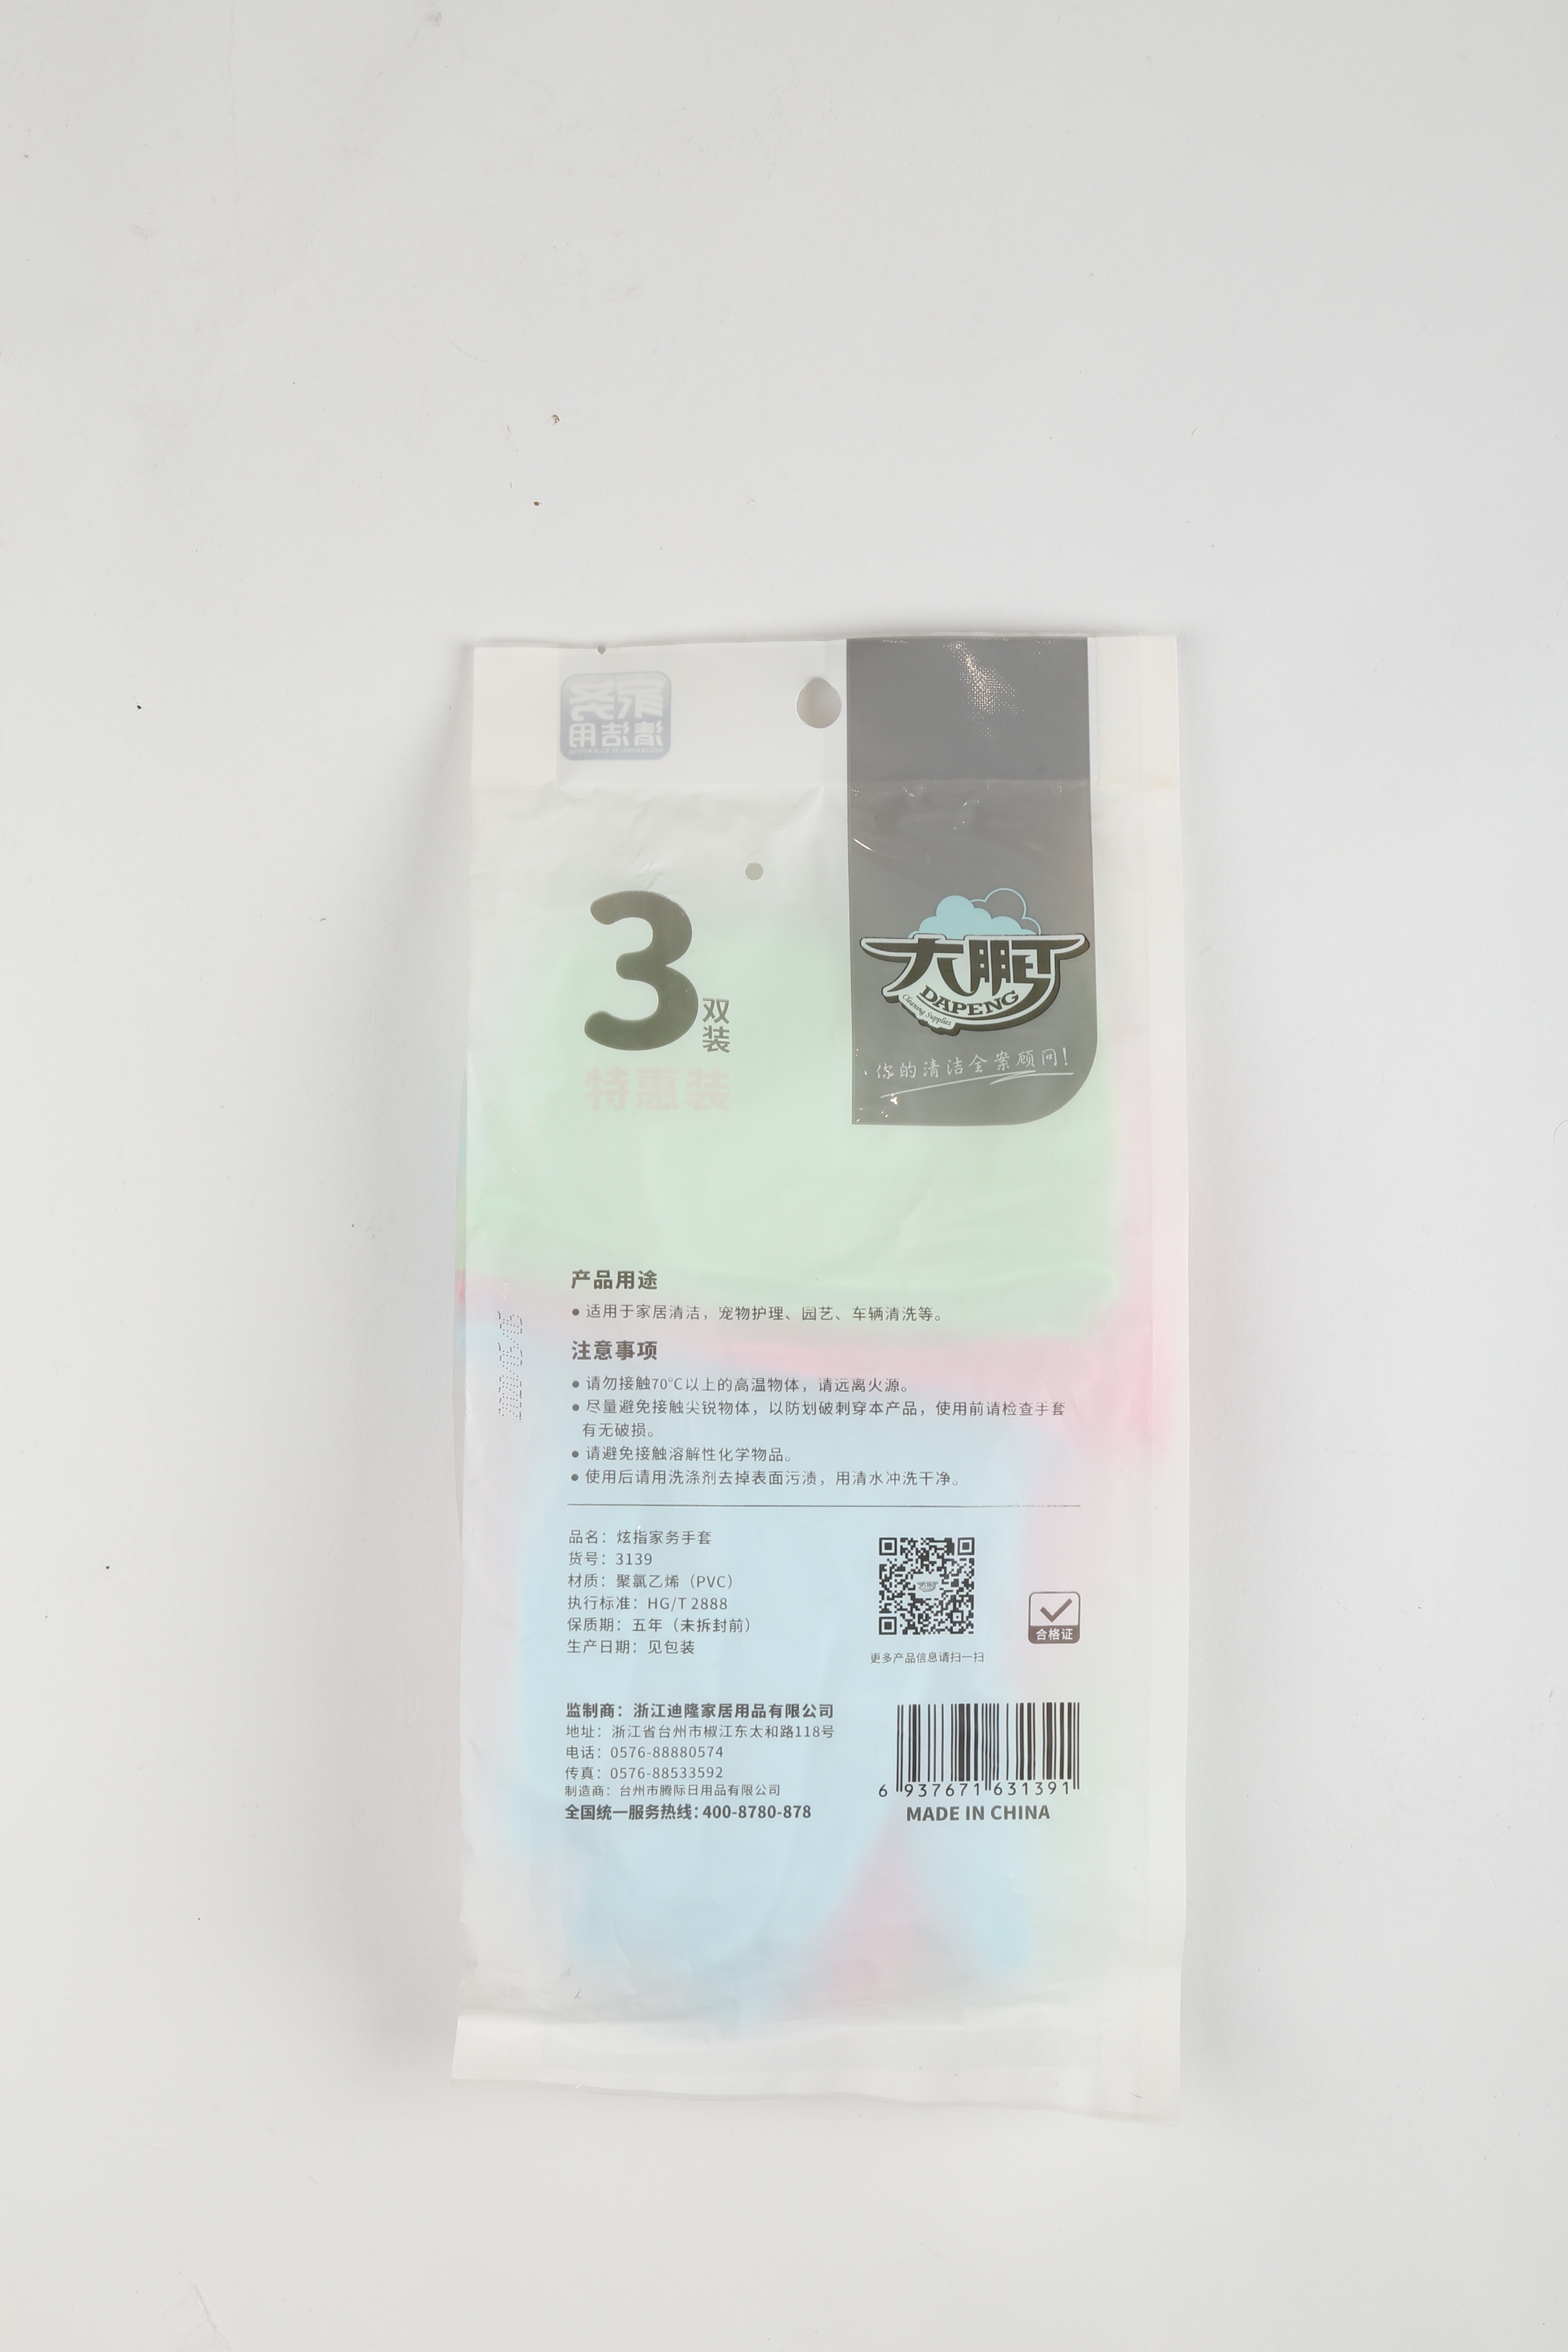 家务
清洁用
大鹏
DAPENG
Cleaning Supplies
你的清洁全案顾问!
3双装
特惠装
产品用途
● 适用于家居清洁，宠物护理、园艺、车辆清洗等。
注意事项
● 请勿接触70℃以上的高温物体，请远离火源。
● 尽量避免接触尖锐物体，以防划破刺穿本产品，使用前请检查手套
有无破损。
● 请避免接触溶解性化学物品。
● 使用后请用洗涤剂去掉表面污渍，用清水冲洗干净。
品名：炫指家务手套
货号：3139
材质：聚氯乙烯（PVC）
执行标准：HG/T 2888
保质期：五年（未拆封前）
生产日期：见包装
更多产品信息请扫一扫
合格证
监制商：浙江迪隆家居用品有限公司
地址：浙江省台州市椒江东太和路118号
电话：0576-88880574
传真：0576-88533592
制造商：台州市腾际日用品有限公司
全国统一服务热线：400-8780-878
6 937671 631391
MADE IN CHINA